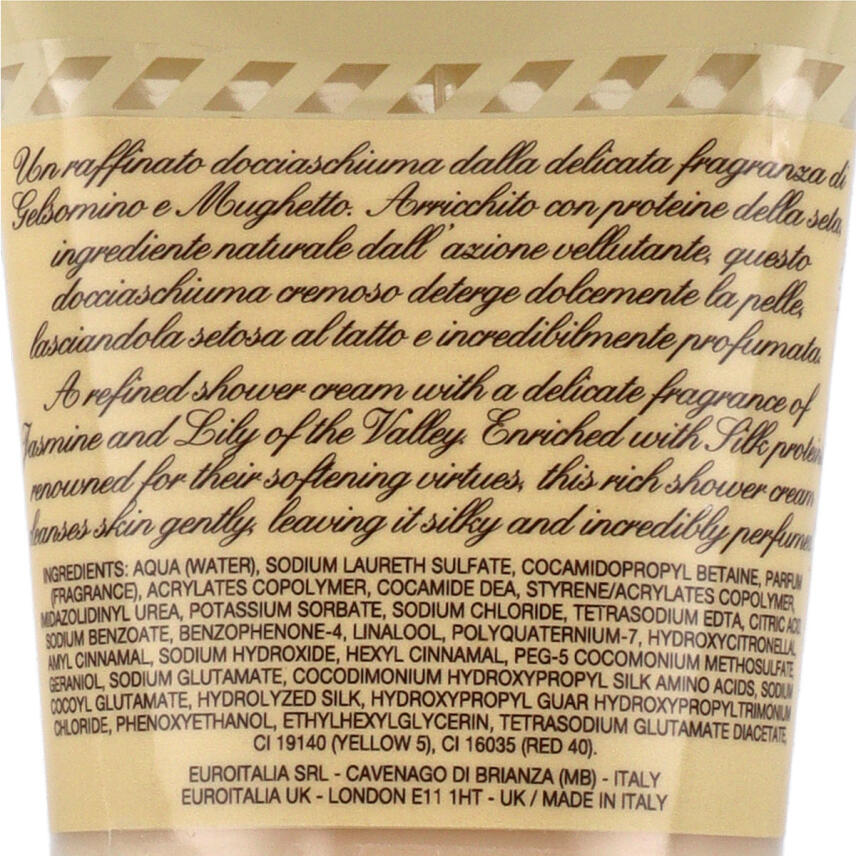 Un raffinato docciaschiuma dalla delicata fragranza di
Gelsomino e Mughetto. Arricchito con proteine della seta,
ingrediente naturale dall'azione vellutante, questo
docciaschiuma cremoso deterge dolcemente la pelle,
lasciandola setosa al tatto e incredibilmente profumata.
A refined shower cream with a delicate fragrance of
Jasmine and Lily of the Valley. Enriched with Silk protein
renowned for their softening virtues, this rich shower cream
cleanses skin gently, leaving it silky and incredibly perfume
INGREDIENTS: AQUA (WATER), SODIUM LAURETH SULFATE, COCAMIDOPROPYL BETAINE, PARFUM
(FRAGRANCE), ACRYLATES COPOLYMER, COCAMIDE DEA, STYRENE/ACRYLATES COPOLYMER,
IMIDAZOLIDINYL UREA, POTASSIUM SORBATE, SODIUM CHLORIDE, TETRASODIUM EDTA, CITRIC ACID,
SODIUM BENZOATE, BENZOPHENONE-4, LINALOOL, POLYQUATERNIUM-7, HYDROXYCITRONELLAL,
AMYL CINNAMAL, SODIUM HYDROXIDE, HEXYL CINNAMAL, PEG-5 COCOMONIUM METHOSULFATE,
GERANIOL, SODIUM GLUTAMATE, COCODIMONIUM HYDROXYPROPYL SILK AMINO ACIDS, SODIUM
COCOYL GLUTAMATE, HYDROLYZED SILK, HYDROXYPROPYL GUAR HYDROXYPROPYLTRIMONIUM
CHLORIDE, PHENOXYETHANOL, ETHYLHEXYLGLYCERIN, TETRASODIUM GLUTAMATE DIACETATE,
CI 19140 (YELLOW 5), CI 16035 (RED 40).
EUROITALIA SRL - CAVENAGO DI BRIANZA (MB) - ITALY
EUROITALIA UK - LONDON E11 1HT - UK / MADE IN ITALY